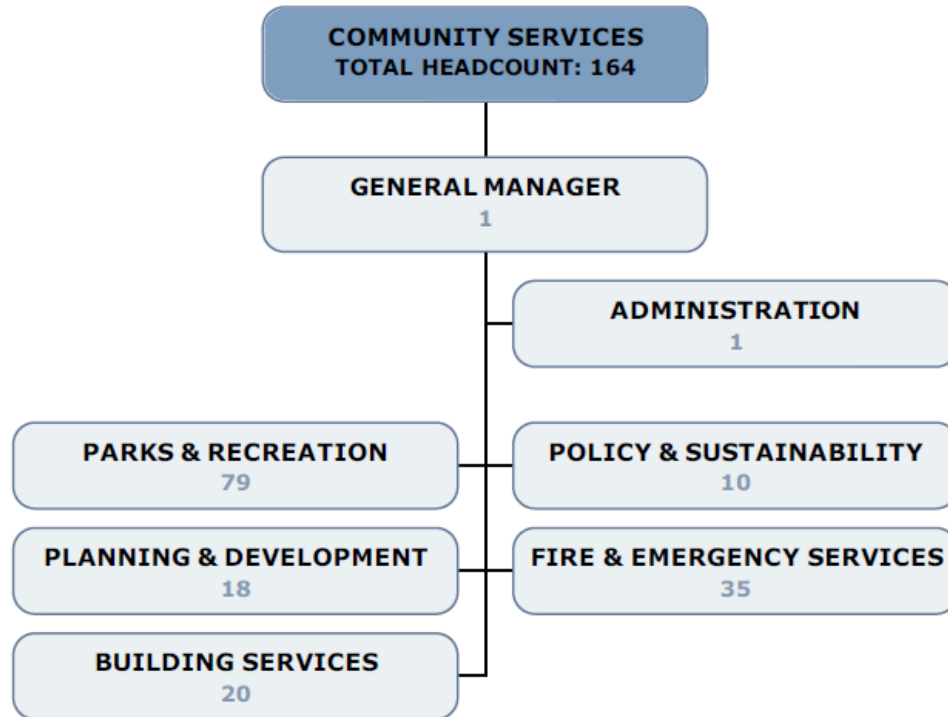 COMMUNITY SERVICES
TOTAL HEADCOUNT: 164
GENERAL MANAGER
1
ADMINISTRATION
1
PARKS & RECREATION
79
POLICY & SUSTAINABILITY
10
PLANNING & DEVELOPMENT
18
FIRE & EMERGENCY SERVICES
35
BUILDING SERVICES
20